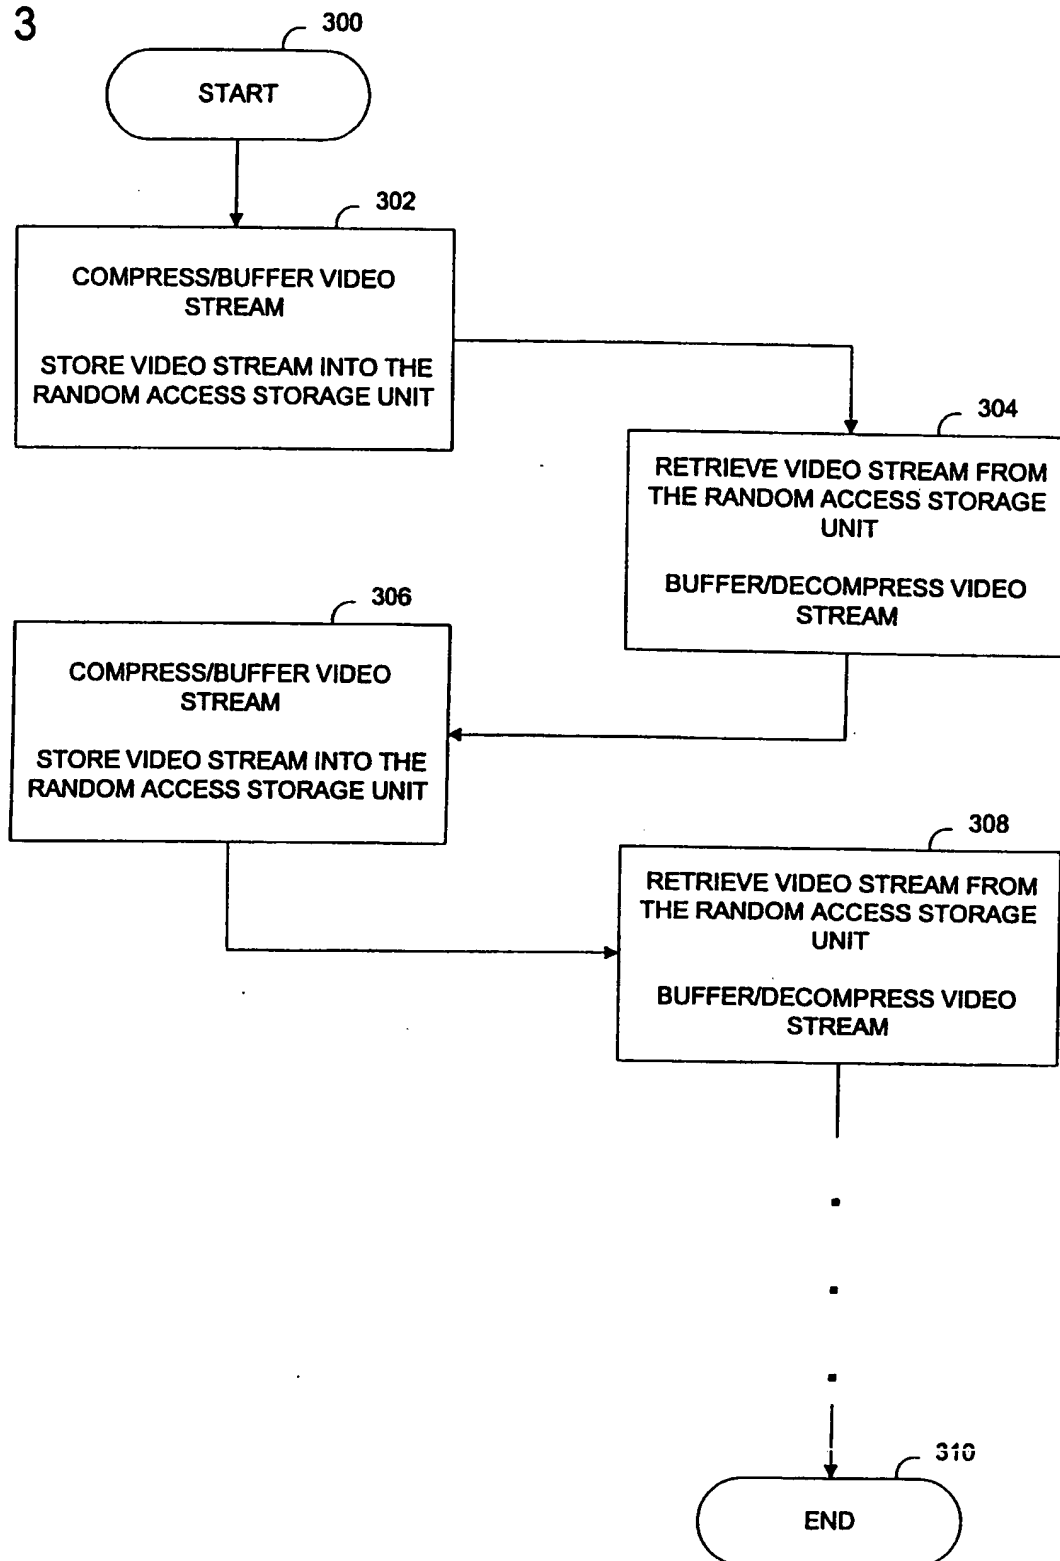 3
300
START
302
COMPRESS/BUFFER VIDEO
STREAM
STORE VIDEO STREAM INTO THE
RANDOM ACCESS STORAGE UNIT
304
RETRIEVE VIDEO STREAM FROM
THE RANDOM ACCESS STORAGE
UNIT
BUFFER/DECOMPRESS VIDEO
STREAM
306
COMPRESS/BUFFER VIDEO
STREAM
STORE VIDEO STREAM INTO THE
RANDOM ACCESS STORAGE UNIT
308
RETRIEVE VIDEO STREAM FROM
THE RANDOM ACCESS STORAGE
UNIT
BUFFER/DECOMPRESS VIDEO
STREAM
310
END